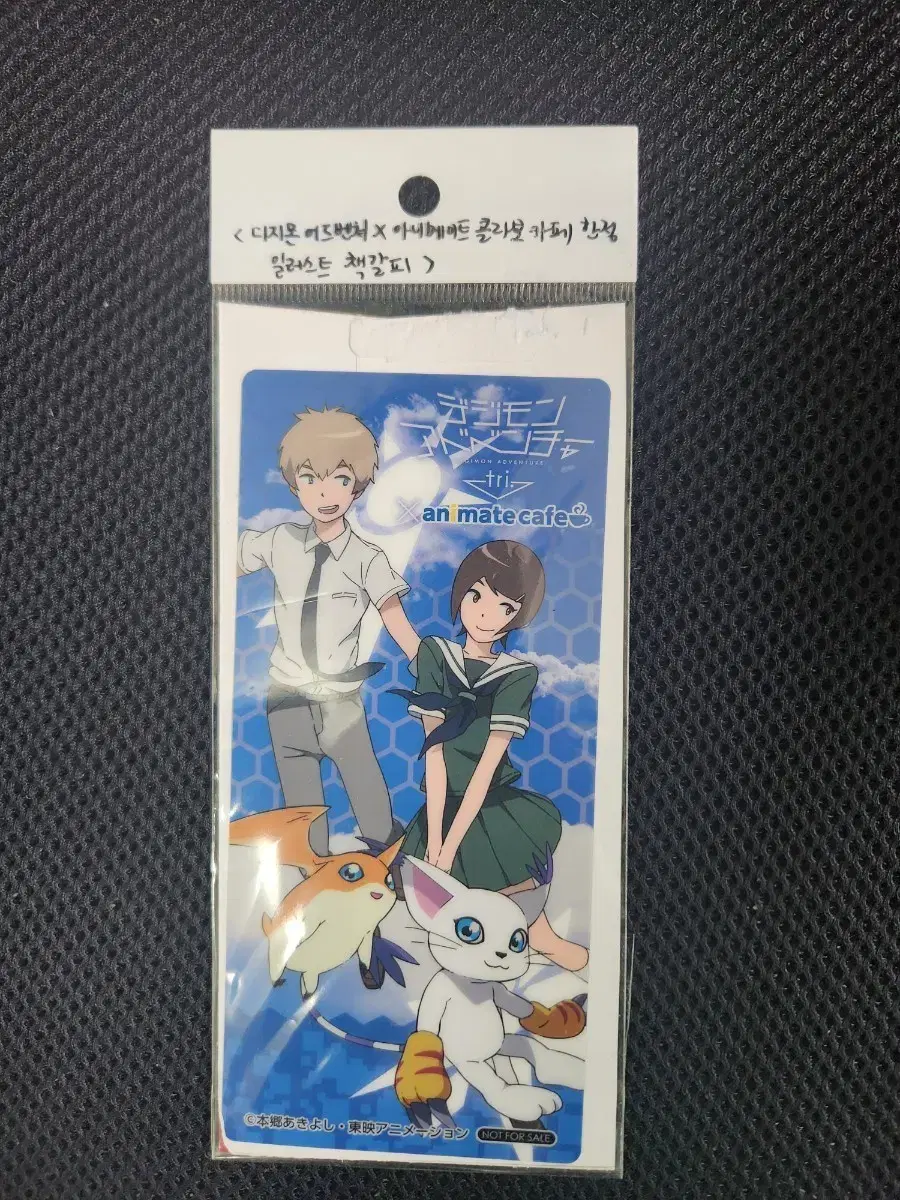 < 디지몬 어드벤처 X 아니메이트 콜라보 카페 한정
일러스트 책갈피 >
デジモン
アドベンチャー
DIGIMON ADVENTURE
tri.
×animate cafe
©本郷あきよし・東映アニメーション NOT FOR SALE